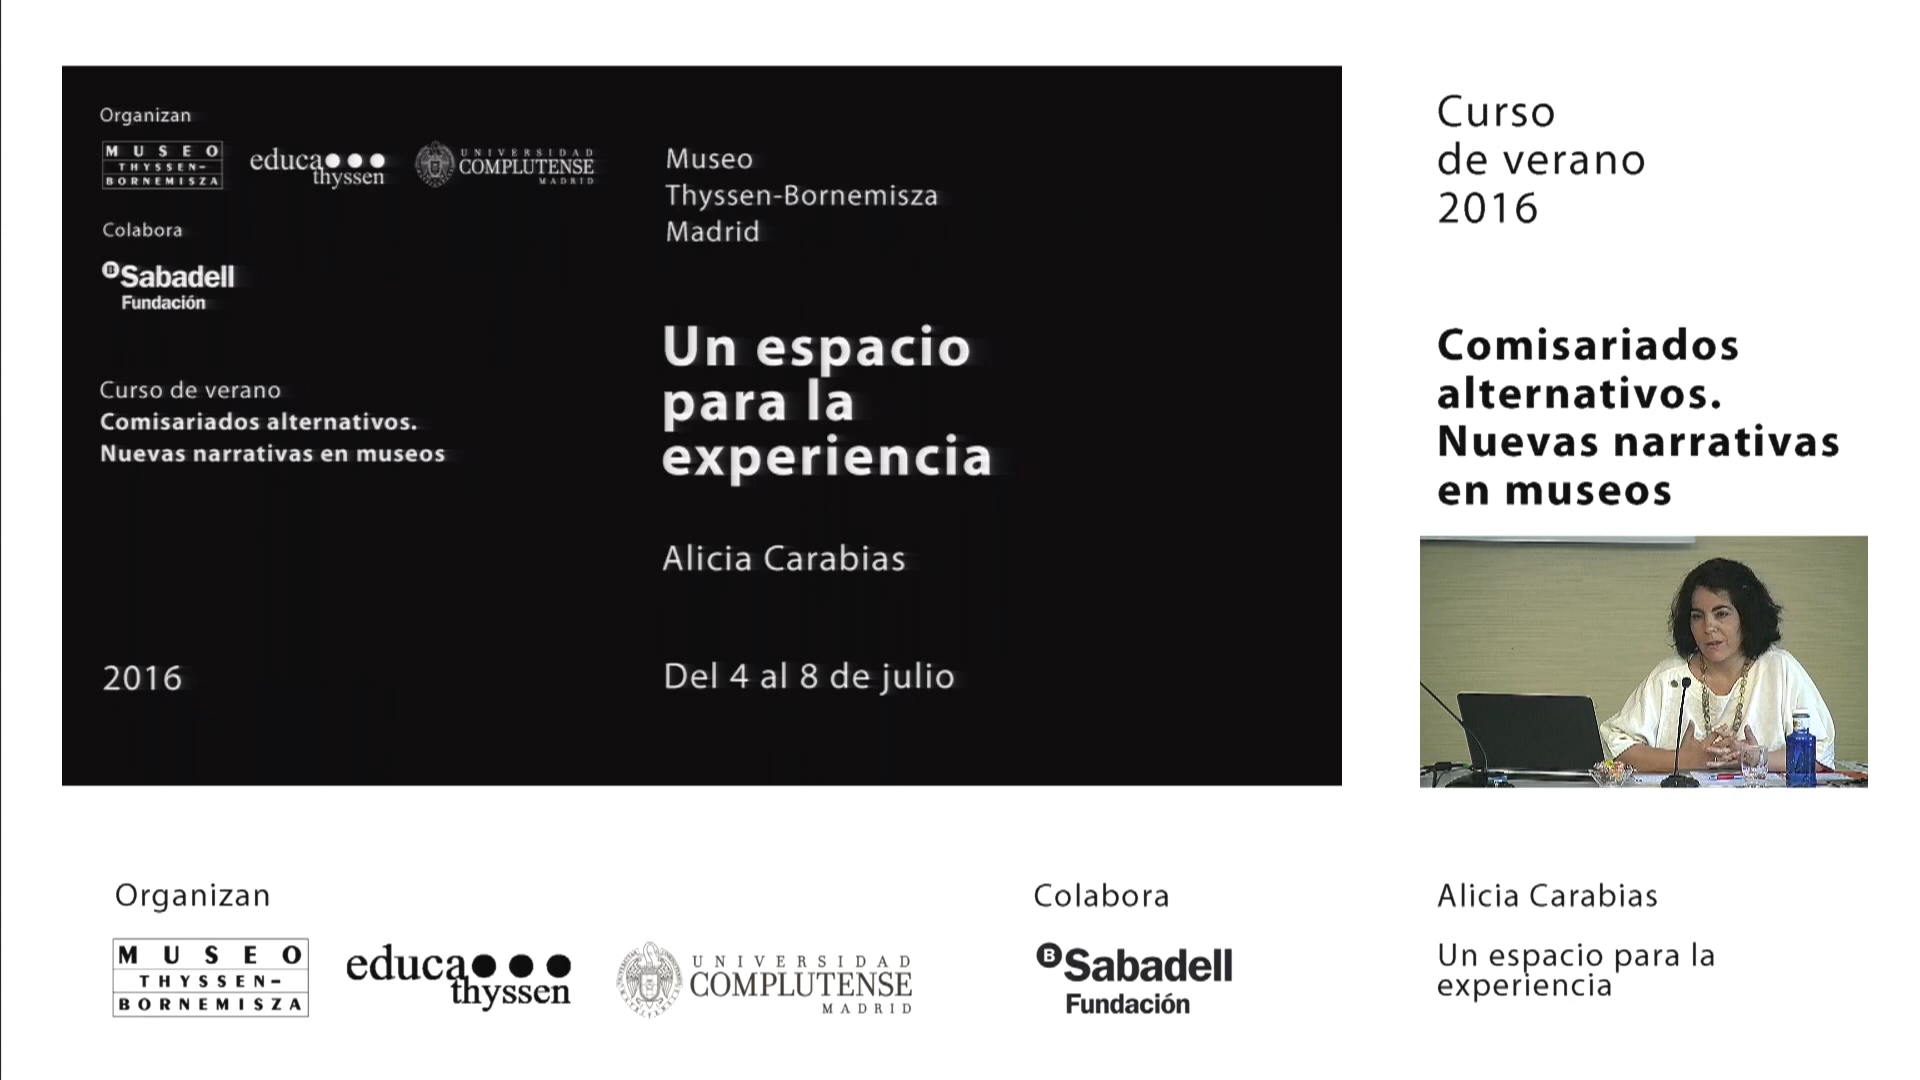 Organizan
MUSEO
THYSSEN-
BORNEMISZA
educa
thyssen
UNIVERSIDAD
COMPLUTENSE
MADRID
Colabora
B Sabadell
Fundación
Curso de verano
Comisariados alternativos.
Nuevas narrativas en museos
2016
Museo
Thyssen-Bornemisza
Madrid
Un espacio
para la
experiencia
Alicia Carabias
Del 4 al 8 de julio
Curso
de verano
2016
Comisariados
alternativos.
Nuevas narrativas
en museos
Organizan
MUSEO
THYSSEN-
BORNEMISZA
educa
thyssen
UNIVERSIDAD
COMPLUTENSE
MADRID
Colabora
B Sabadell
Fundación
Alicia Carabias
Un espacio para la
experiencia